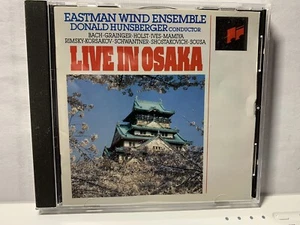 EASTMAN WIND ENSEMBLE
DONALD HUNSBERGER CONDUCTOR
BACH·GRAINGER·HOLST·IVES·MAMIYA
RIMSKY-KORSAKOV·SCHWANTNER·SHOSTAKOVICH·SOUSA
LIVE IN OSAKA